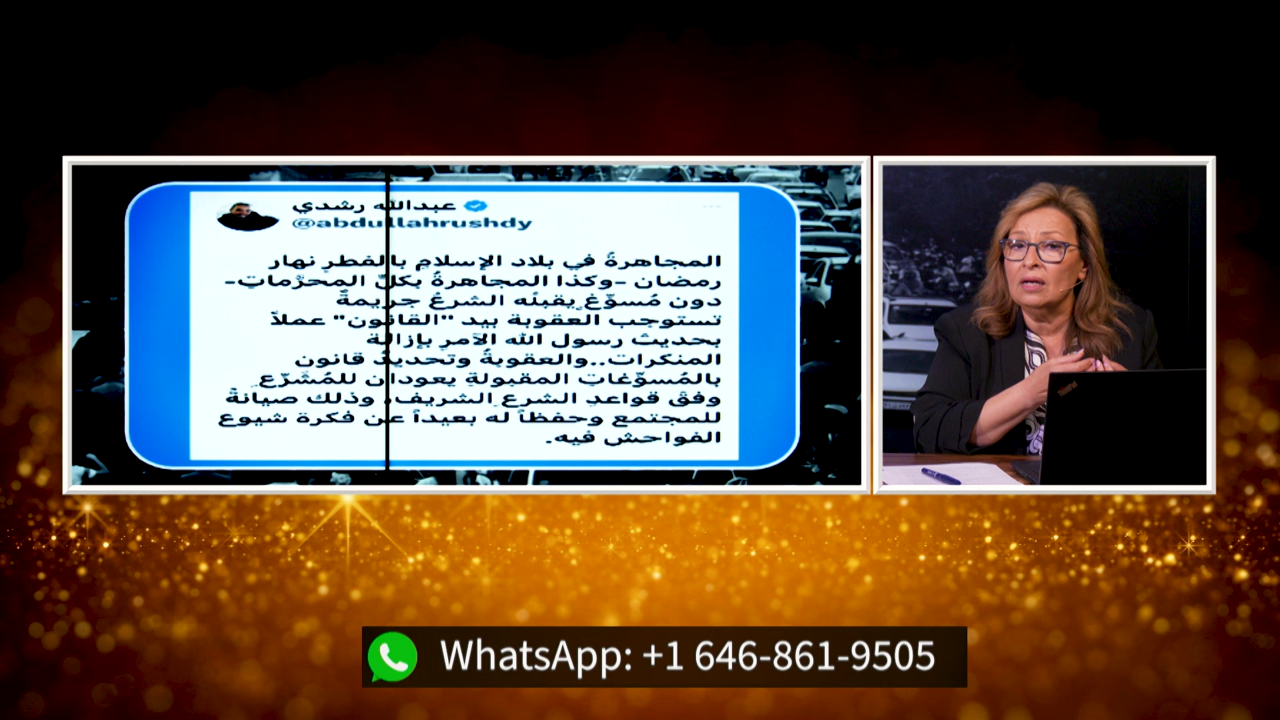 عبدالله رشدي
@abdullahrushdy
المجاهرةُ في بلاد الإسلامِ بالفطرِ نهار
رمضان -وكذا المجاهرةُ بكلِّ المحرَّماتِ-
دون مُسوِّغٍ يقبلُه الشرعُ جريمةٌ
تستوجب العقوبة بيد "القانون" عملاً
بحديث رسول الله الآمرِ بإزالة
المنكرات..والعقوبةُ وتحديدُ قانون
بالمُسوِّغاتِ المقبولةِ يعودان للمُشَرِّعِ
وفق قواعدِ الشرعِ الشريف، وذلك صيانةً
للمجتمع وحفظاً له بعيداً عن فكرة شيوع
الفواحش فيه.
WhatsApp: +1 646-861-9505